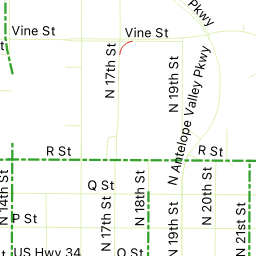 Pkwy
Vine St
Vine St
N 17th St
N 19th St
N Antelope Valley Pkwy
R St
R St
Q St
N 14th St
N 17th St
N 18th St
N 19th St
N 20th St
N 21st St
P St
US Hwy 34
O St